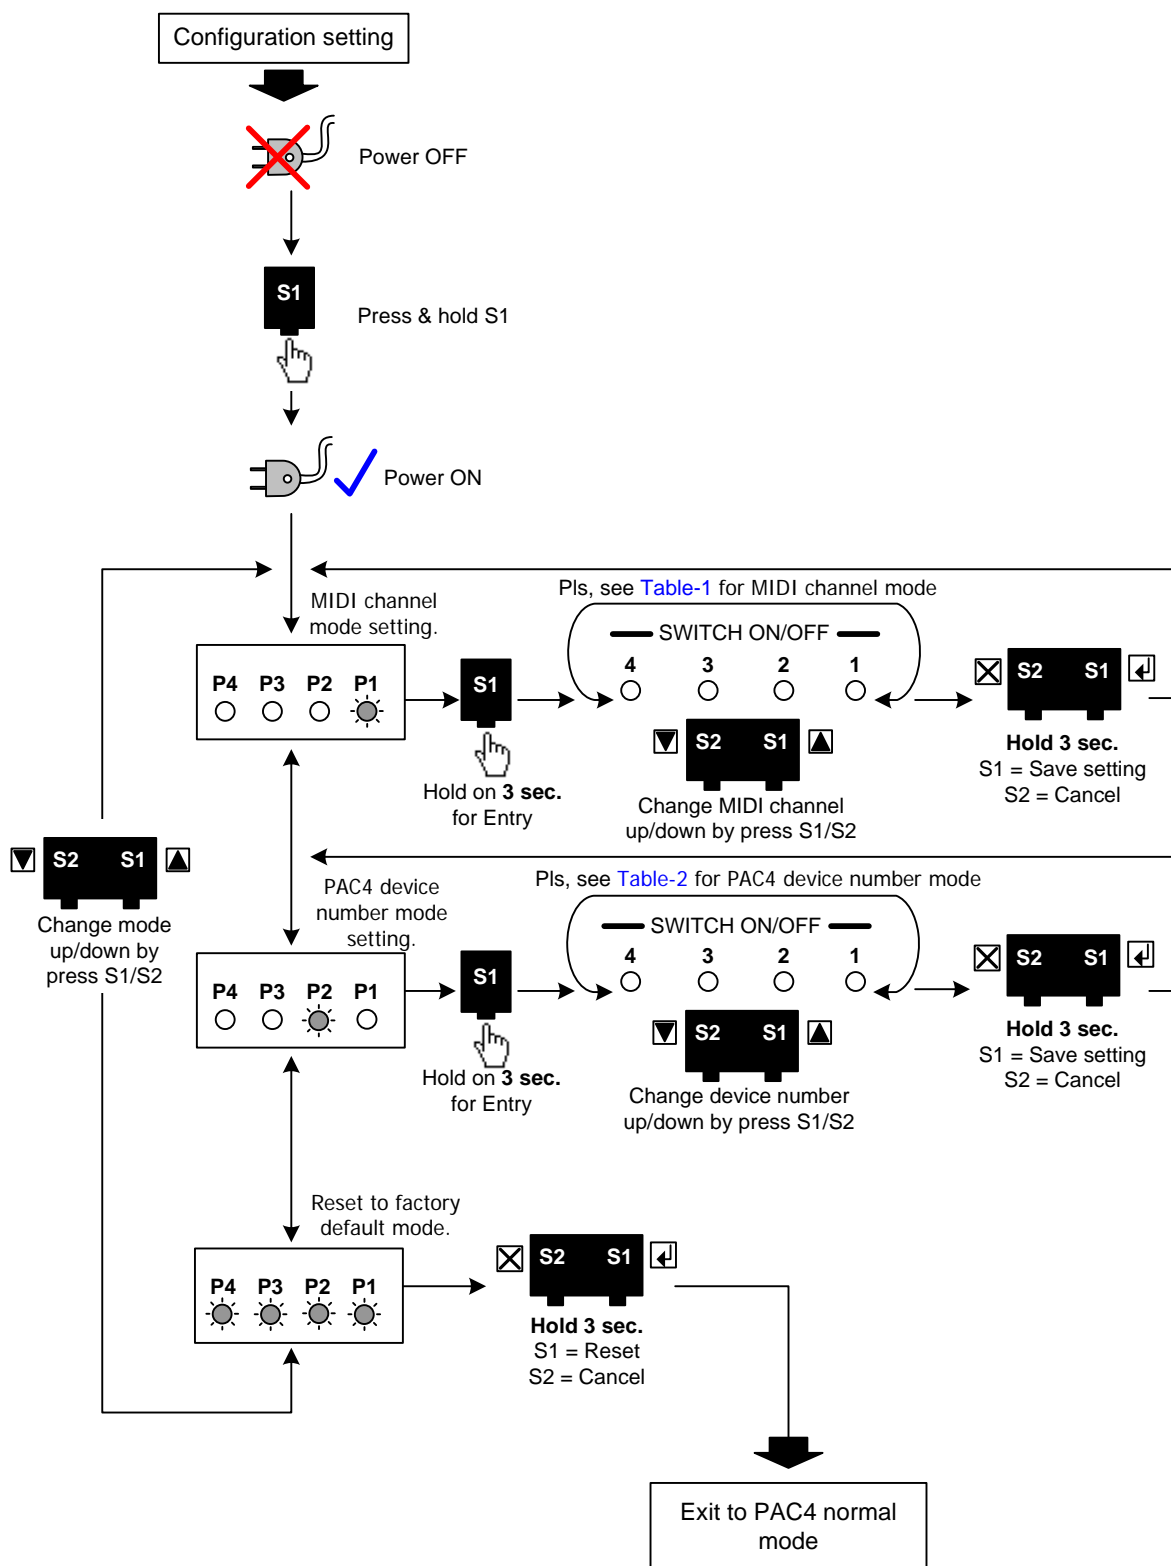 Configuration setting
Power OFF
S1
Press & hold S1
Power ON
MIDI channel
mode setting.
P4 P3 P2 P1
S1
Hold on 3 sec.
for Entry
Pls, see Table-1 for MIDI channel mode
SWITCH ON/OFF
4 3 2 1
S2 S1
Change MIDI channel
up/down by press S1/S2
S2 S1
Hold 3 sec.
S1 = Save setting
S2 = Cancel
S2 S1
Change mode
up/down by
press S1/S2
PAC4 device
number mode
setting.
P4 P3 P2 P1
S1
Hold on 3 sec.
for Entry
Pls, see Table-2 for PAC4 device number mode
SWITCH ON/OFF
4 3 2 1
S2 S1
Change device number
up/down by press S1/S2
S2 S1
Hold 3 sec.
S1 = Save setting
S2 = Cancel
Reset to factory
default mode.
P4 P3 P2 P1
S2 S1
Hold 3 sec.
S1 = Reset
S2 = Cancel
Exit to PAC4 normal
mode